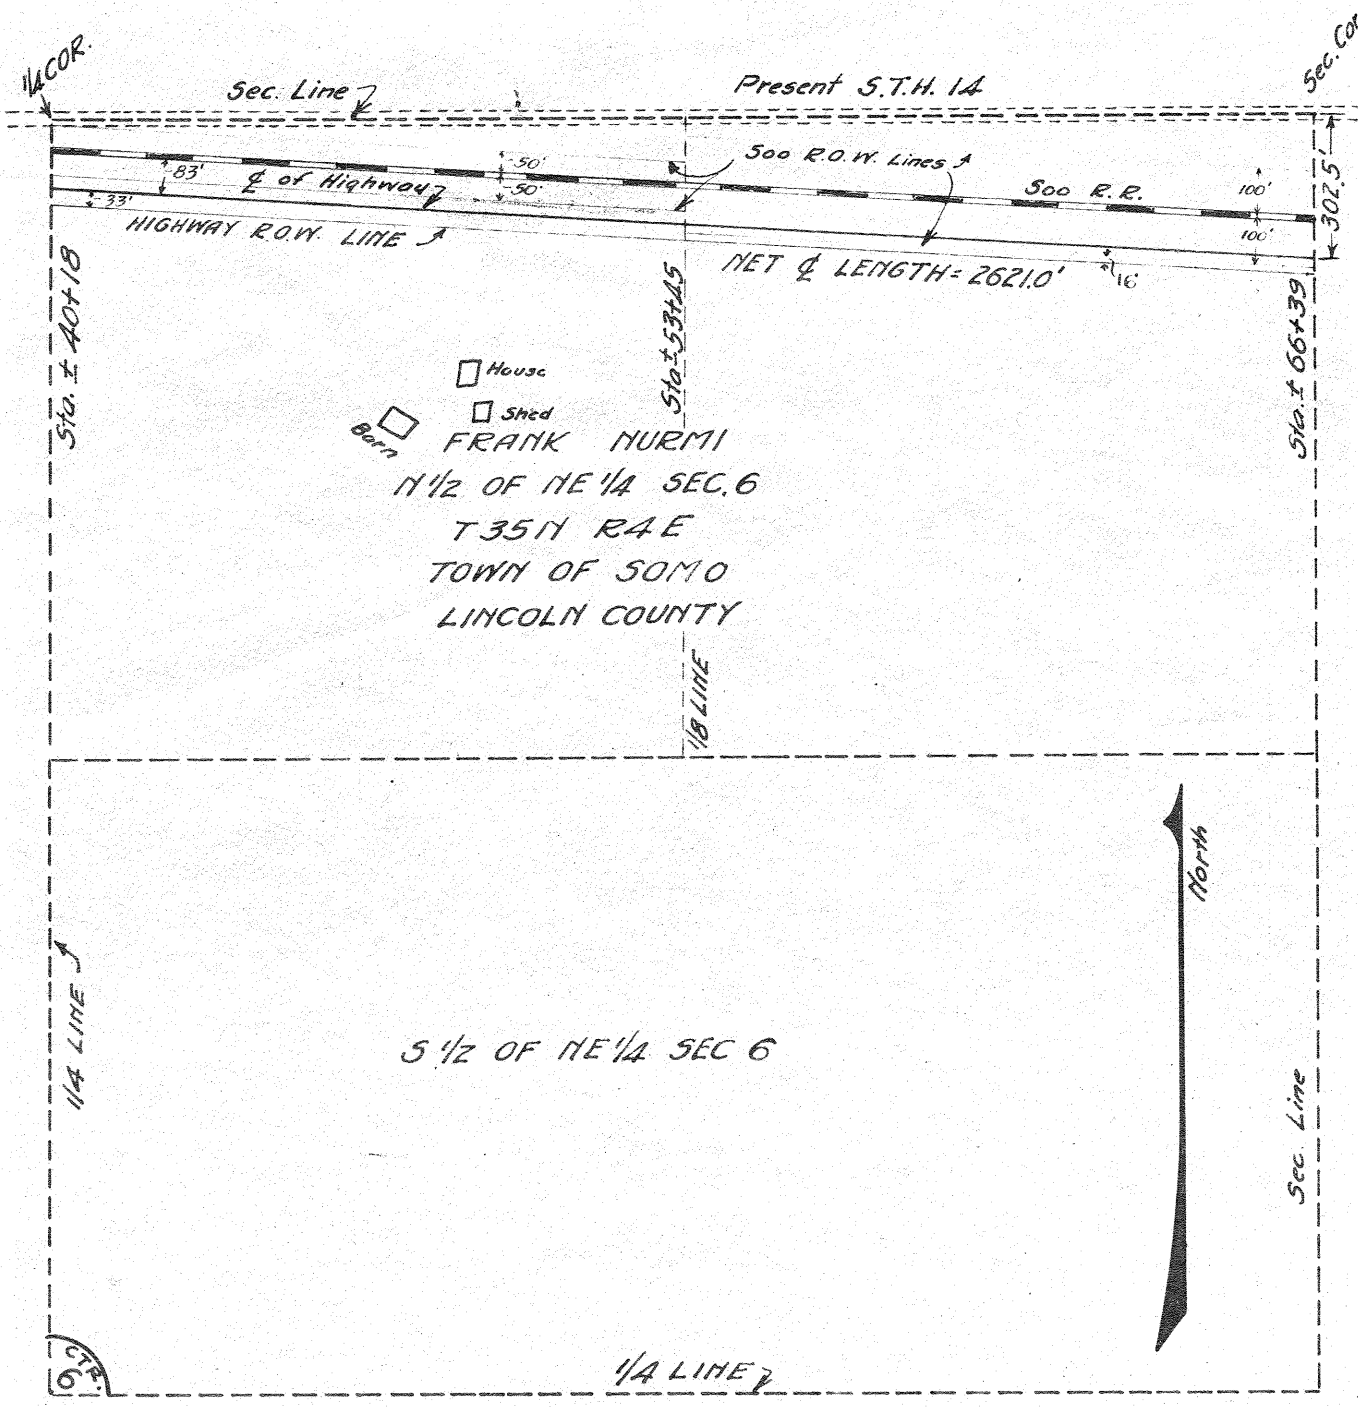 1/4 COR.
Sec. Line
Present S.T.H. 14
Sec. Cor
50'
Soo R.O.W. Lines
83'
℄ of Highway
50'
Soo R.R.
100'
302.5'
33'
HIGHWAY R.O.W. LINE
100'
NET ℄ LENGTH = 2621.0'
16'
Sta. ± 40+18
Sta ± 53+45
Sta. ± 66+39
House
Shed
Barn
FRANK NURMI
N 1/2 OF NE 1/4 SEC. 6
T 35 N R 4 E
TOWN OF SOMO
LINCOLN COUNTY
1/8 LINE
North
1/4 LINE
S 1/2 OF NE 1/4 SEC 6
Sec. Line
CTR.
6
1/4 LINE